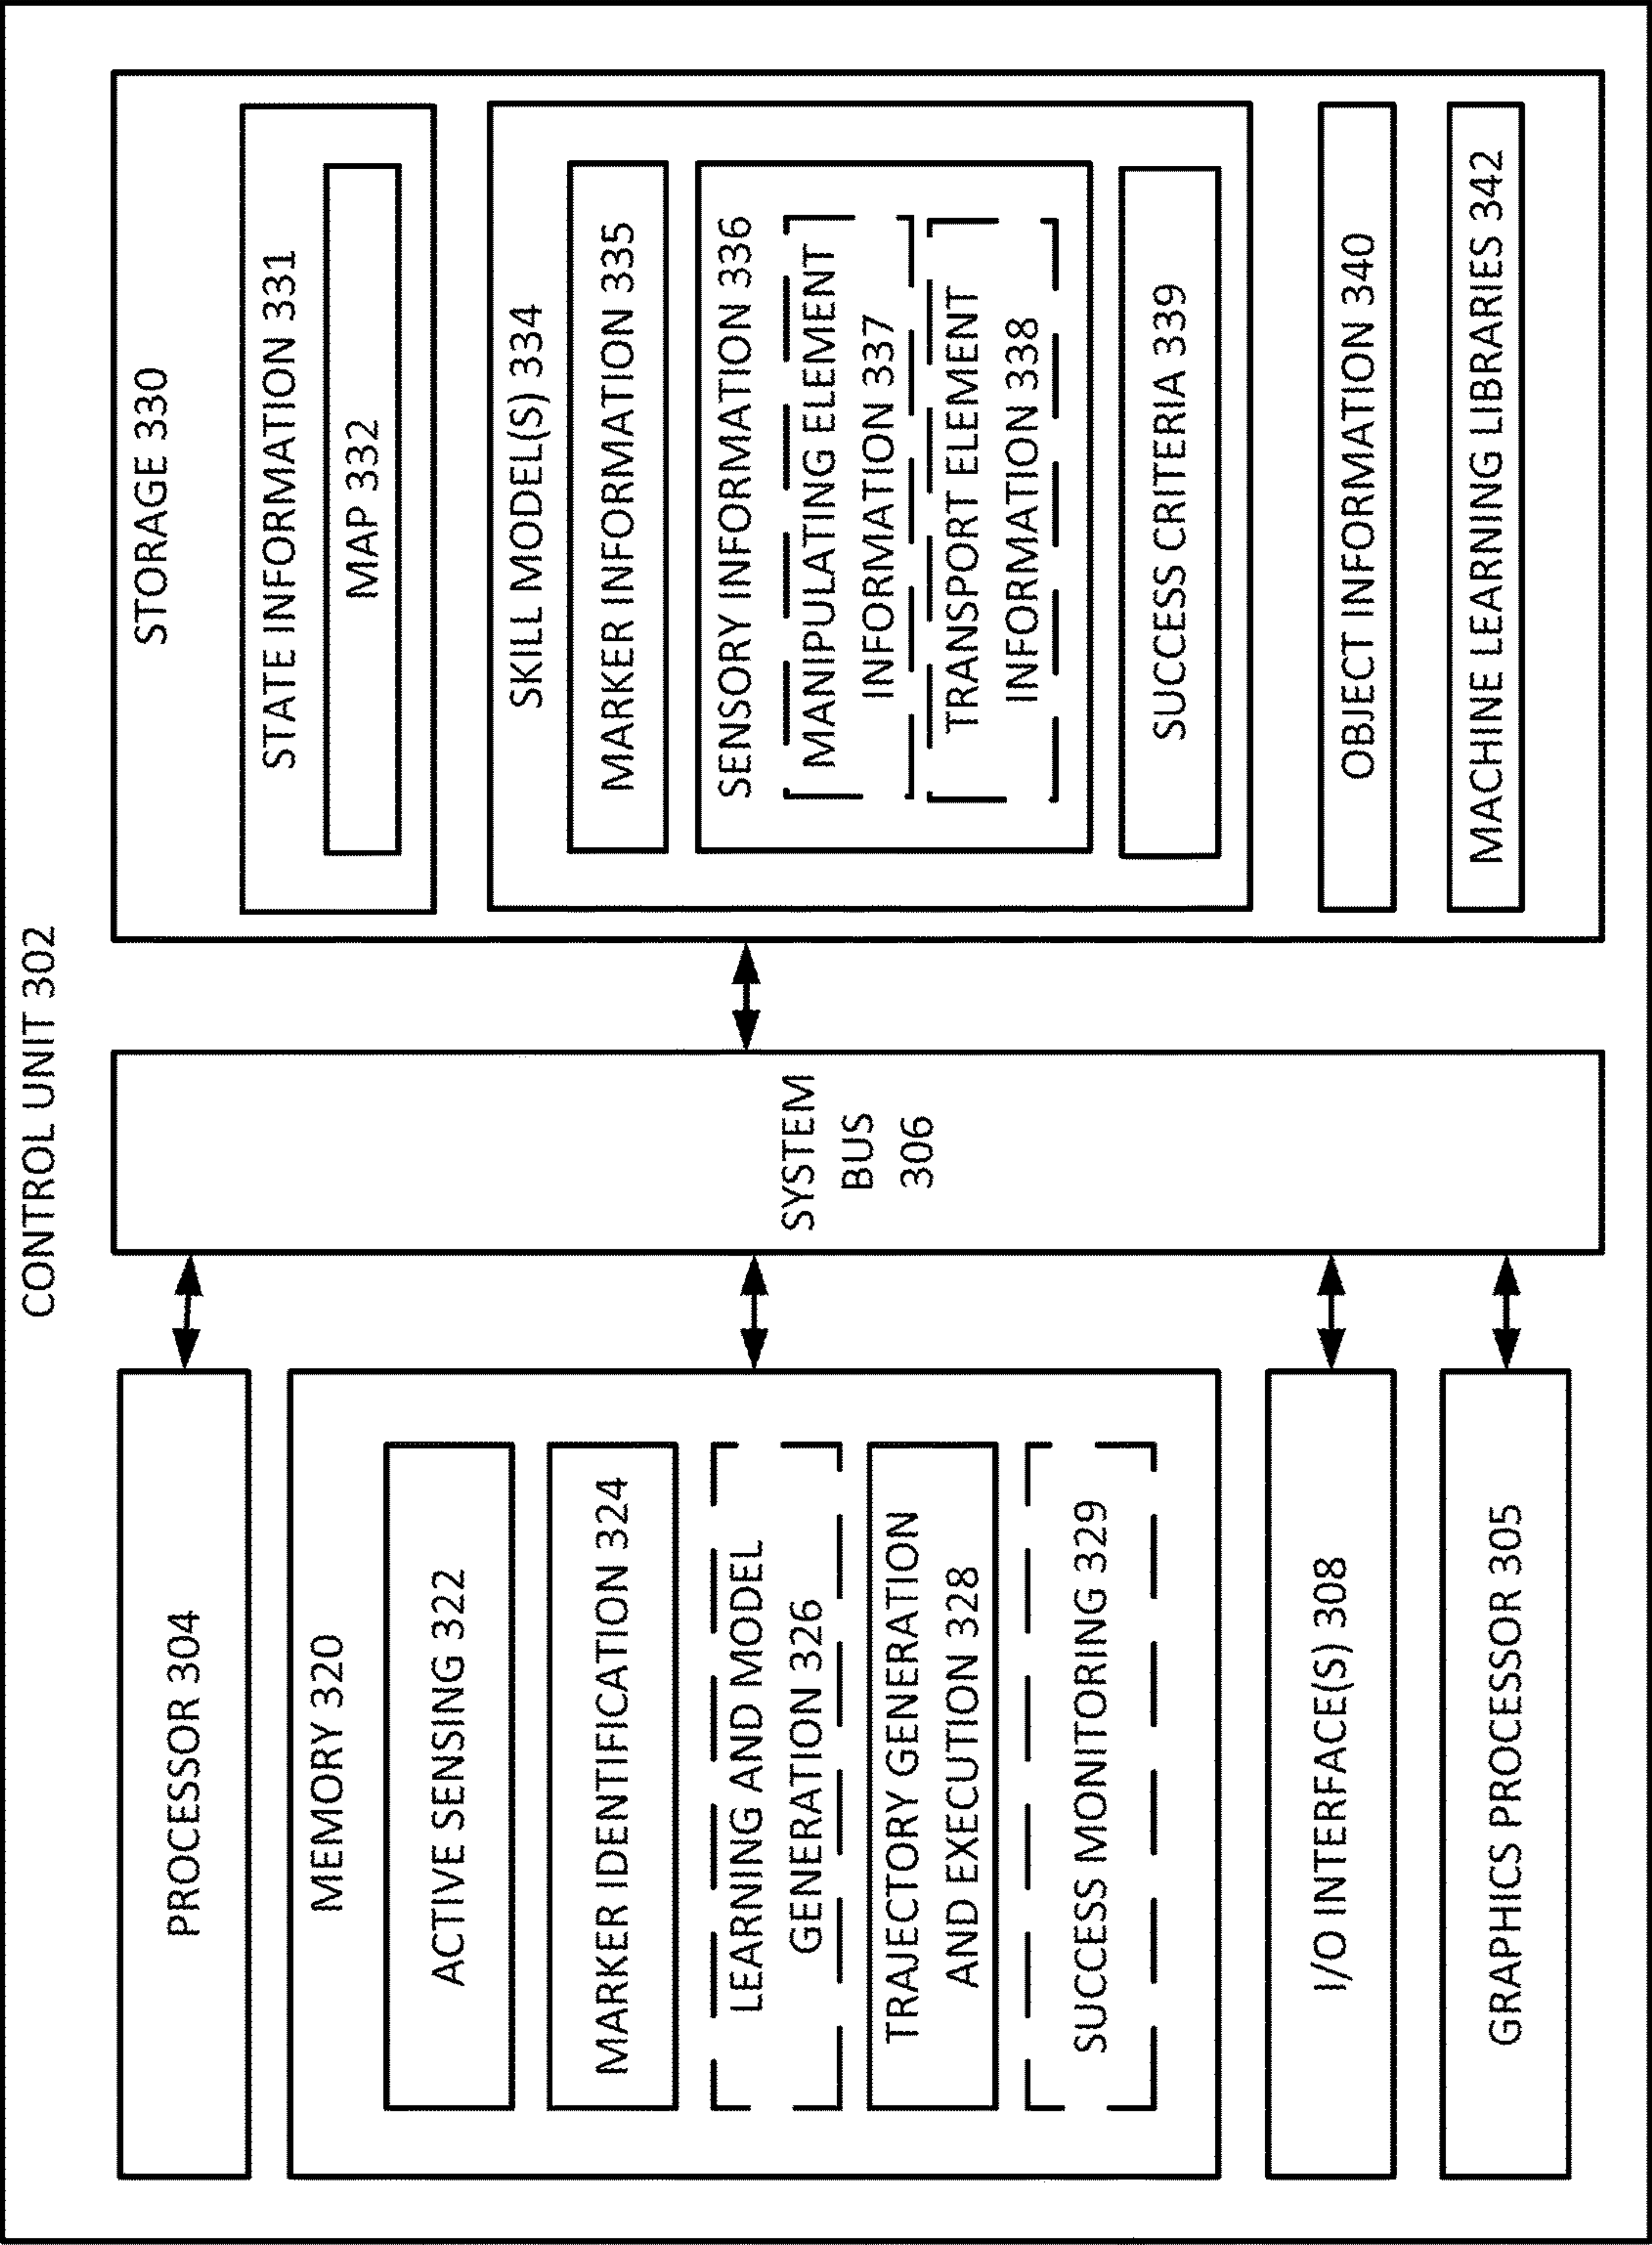 CONTROL UNIT 302
PROCESSOR 304
MEMORY 320
ACTIVE SENSING 322
MARKER IDENTIFICATION 324
LEARNING AND MODEL
GENERATION 326
TRAJECTORY GENERATION
AND EXECUTION 328
SUCCESS MONITORING 329
I/O INTERFACE(S) 308
GRAPHICS PROCESSOR 305
SYSTEM
BUS
306
STORAGE 330
STATE INFORMATION 331
MAP 332
SKILL MODEL(S) 334
MARKER INFORMATION 335
SENSORY INFORMATION 336
MANIPULATING ELEMENT
INFORMATION 337
TRANSPORT ELEMENT
INFORMATION 338
SUCCESS CRITERIA 339
OBJECT INFORMATION 340
MACHINE LEARNING LIBRARIES 342